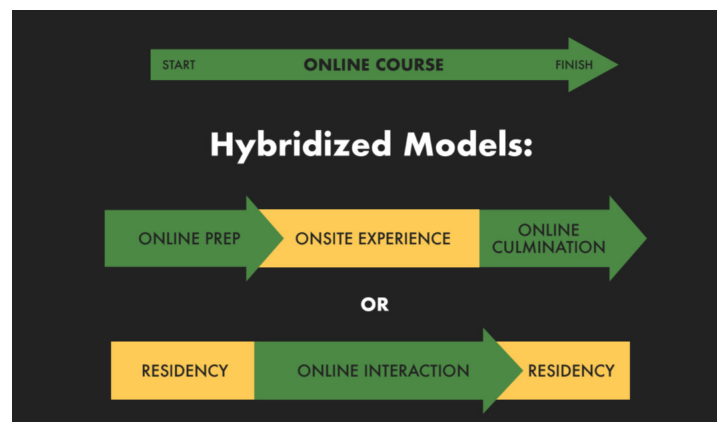 START ONLINE COURSE FINISH
Hybridized Models:
ONLINE PREP ONSITE EXPERIENCE ONLINE
CULMINATION
OR
RESIDENCY ONLINE INTERACTION RESIDENCY